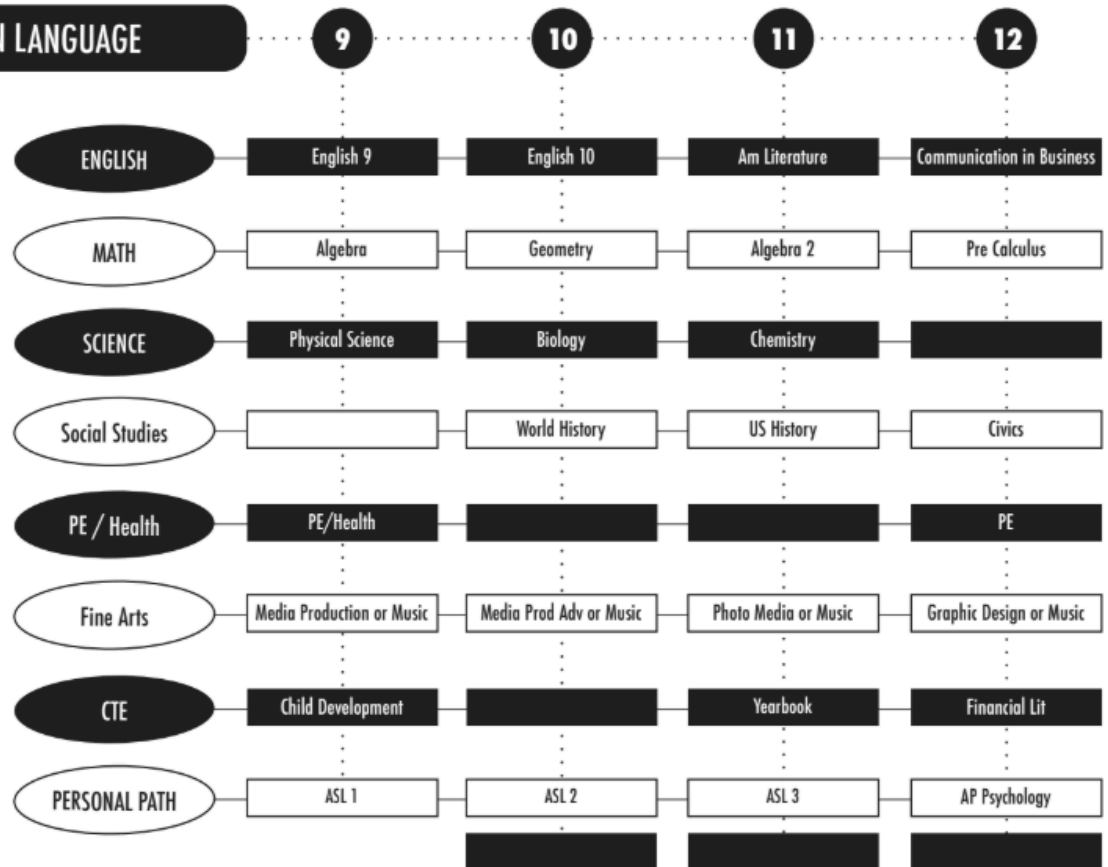 N LANGUAGE
9 10 11 12
ENGLISH English 9 English 10 Am Literature Communication in Business
MATH Algebra Geometry Algebra 2 Pre Calculus
SCIENCE Physical Science Biology Chemistry
Social Studies World History US History Civics
PE / Health PE/Health PE
Fine Arts Media Production or Music Media Prod Adv or Music Photo Media or Music Graphic Design or Music
CTE Child Development Yearbook Financial Lit
PERSONAL PATH ASL 1 ASL 2 ASL 3 AP Psychology